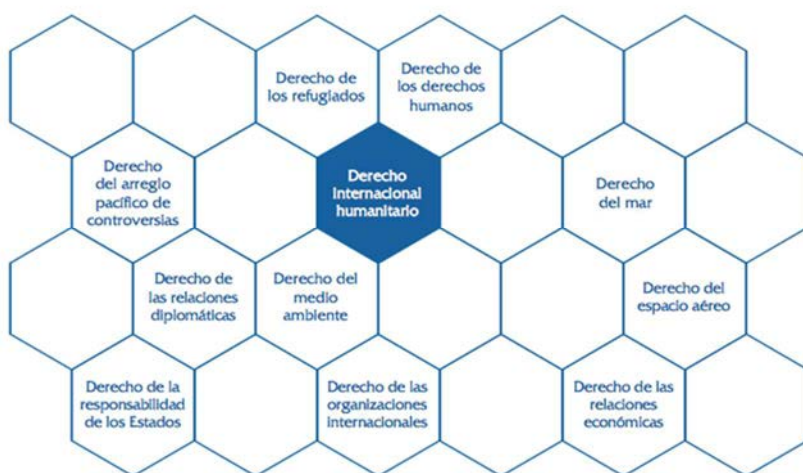 Derecho de
los refugiados
Derecho de
los derechos
humanos
Derecho
del arreglo
pacífico de
controversias
Derecho
internacional
humanitario
Derecho
del mar
Derecho de
las relaciones
diplomáticas
Derecho del
medio
ambiente
Derecho del
espacio aéreo
Derecho de la
responsabilidad
de los Estados
Derecho de las
organizaciones
internacionales
Derecho de las
relaciones
económicas